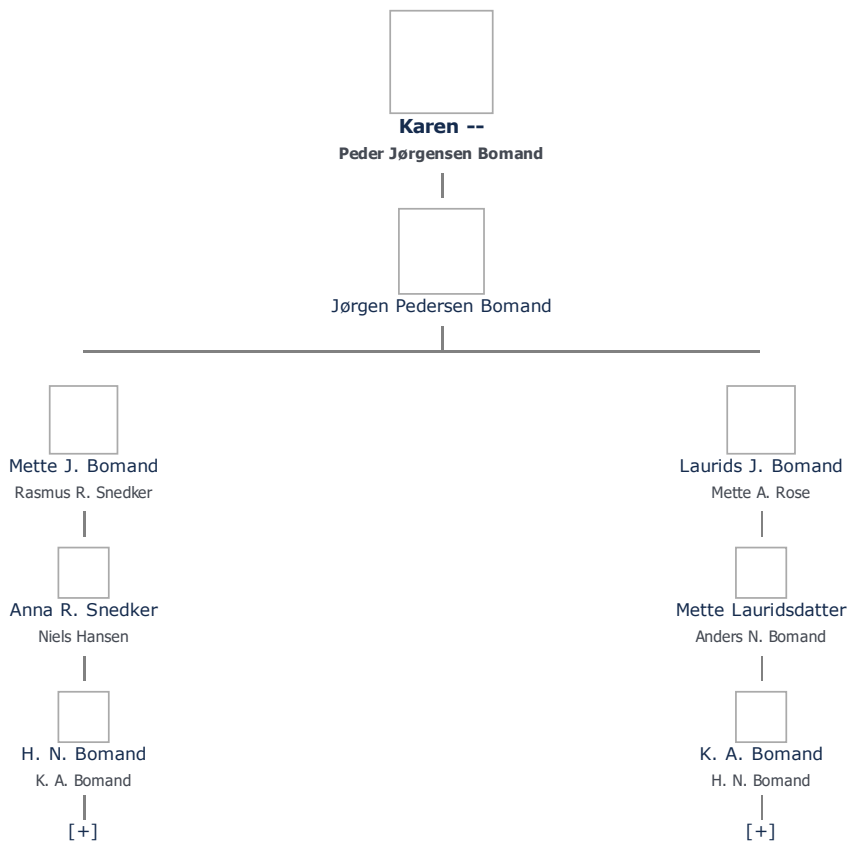 Karen --
Peder Jørgensen Bomand
Jørgen Pedersen Bomand
Mette J. Bomand
Rasmus R. Snedker
Anna R. Snedker
Niels Hansen
H. N. Bomand
K. A. Bomand
[+]
Laurids J. Bomand
Mette A. Rose
Mette Lauridsdatter
Anders N. Bomand
K. A. Bomand
H. N. Bomand
[+]